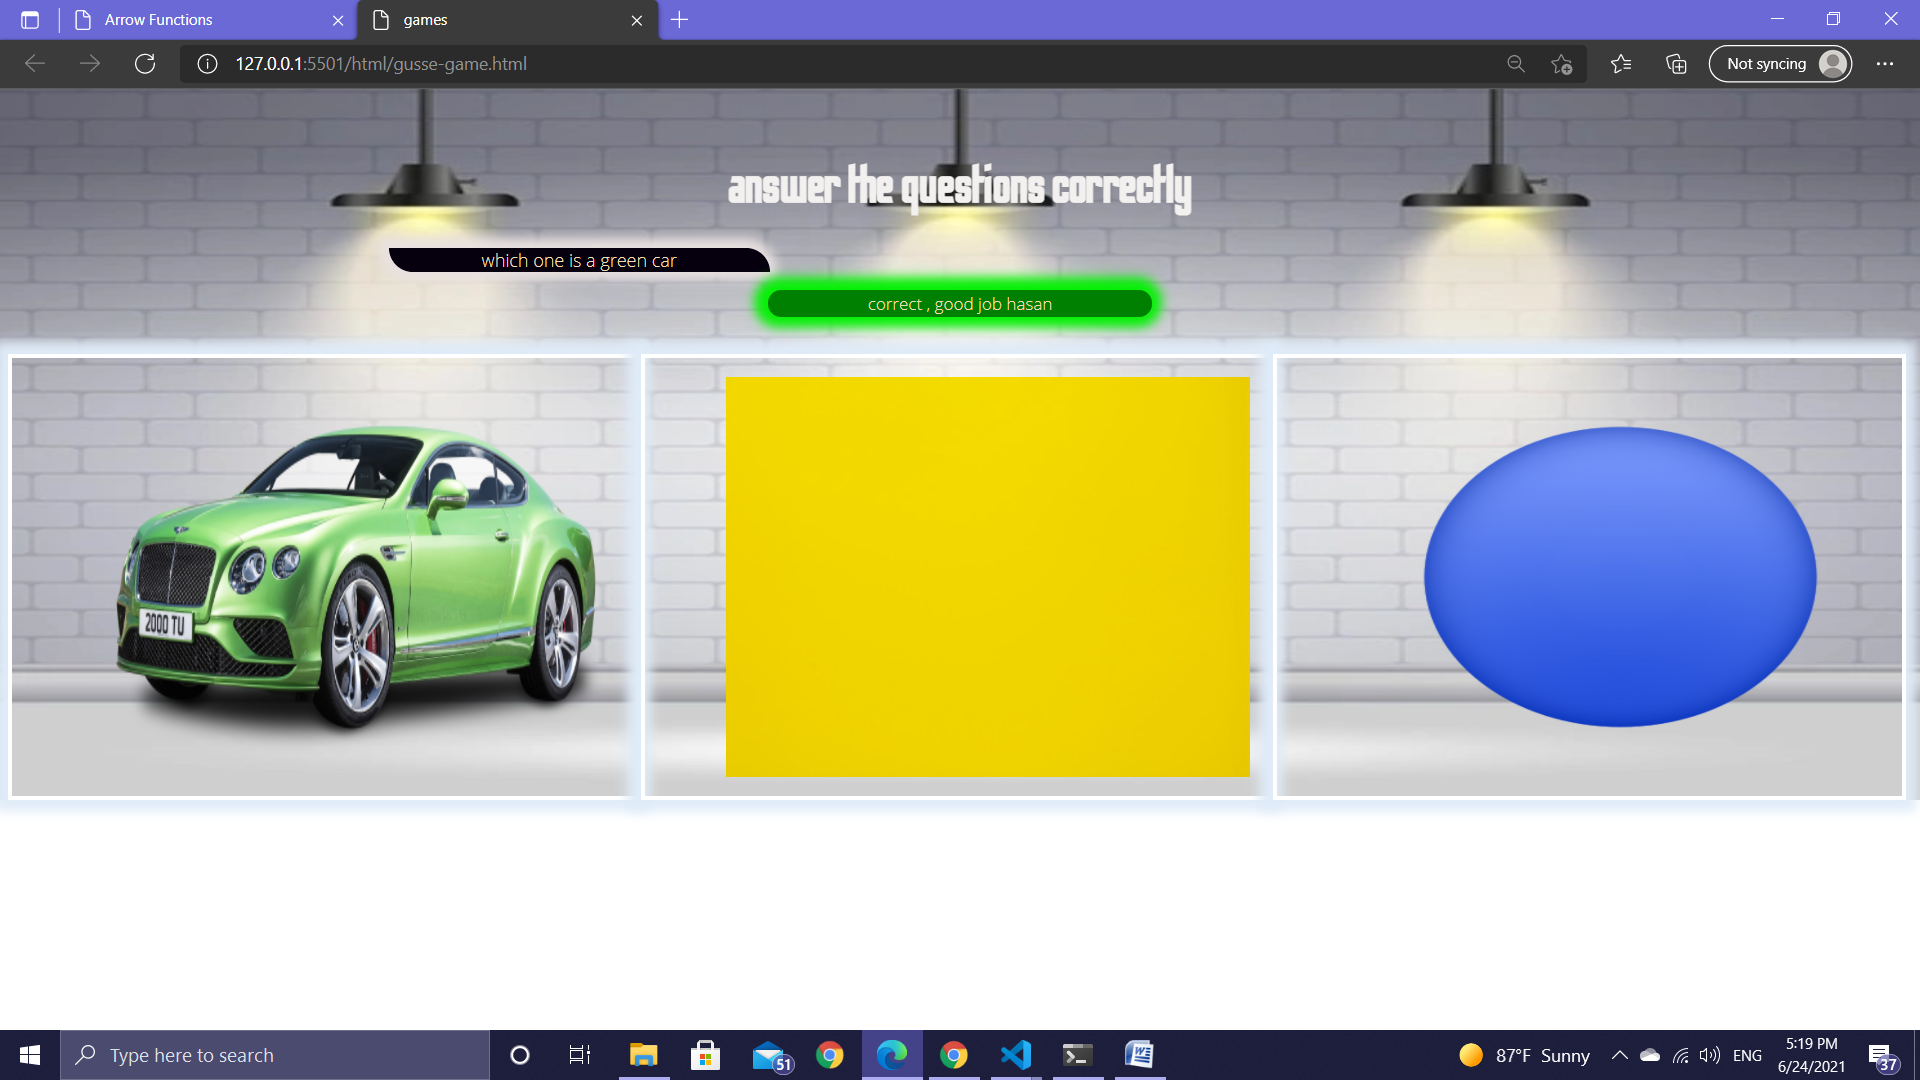 Arrow Functions
games
127.0.0.1:5501/html/gusse-game.html
Not syncing
answer the questions correctly
which one is a green car
correct , good job hasan
2000 TU
Type here to search
51
87°F Sunny
ENG
5:19 PM
6/24/2021
37